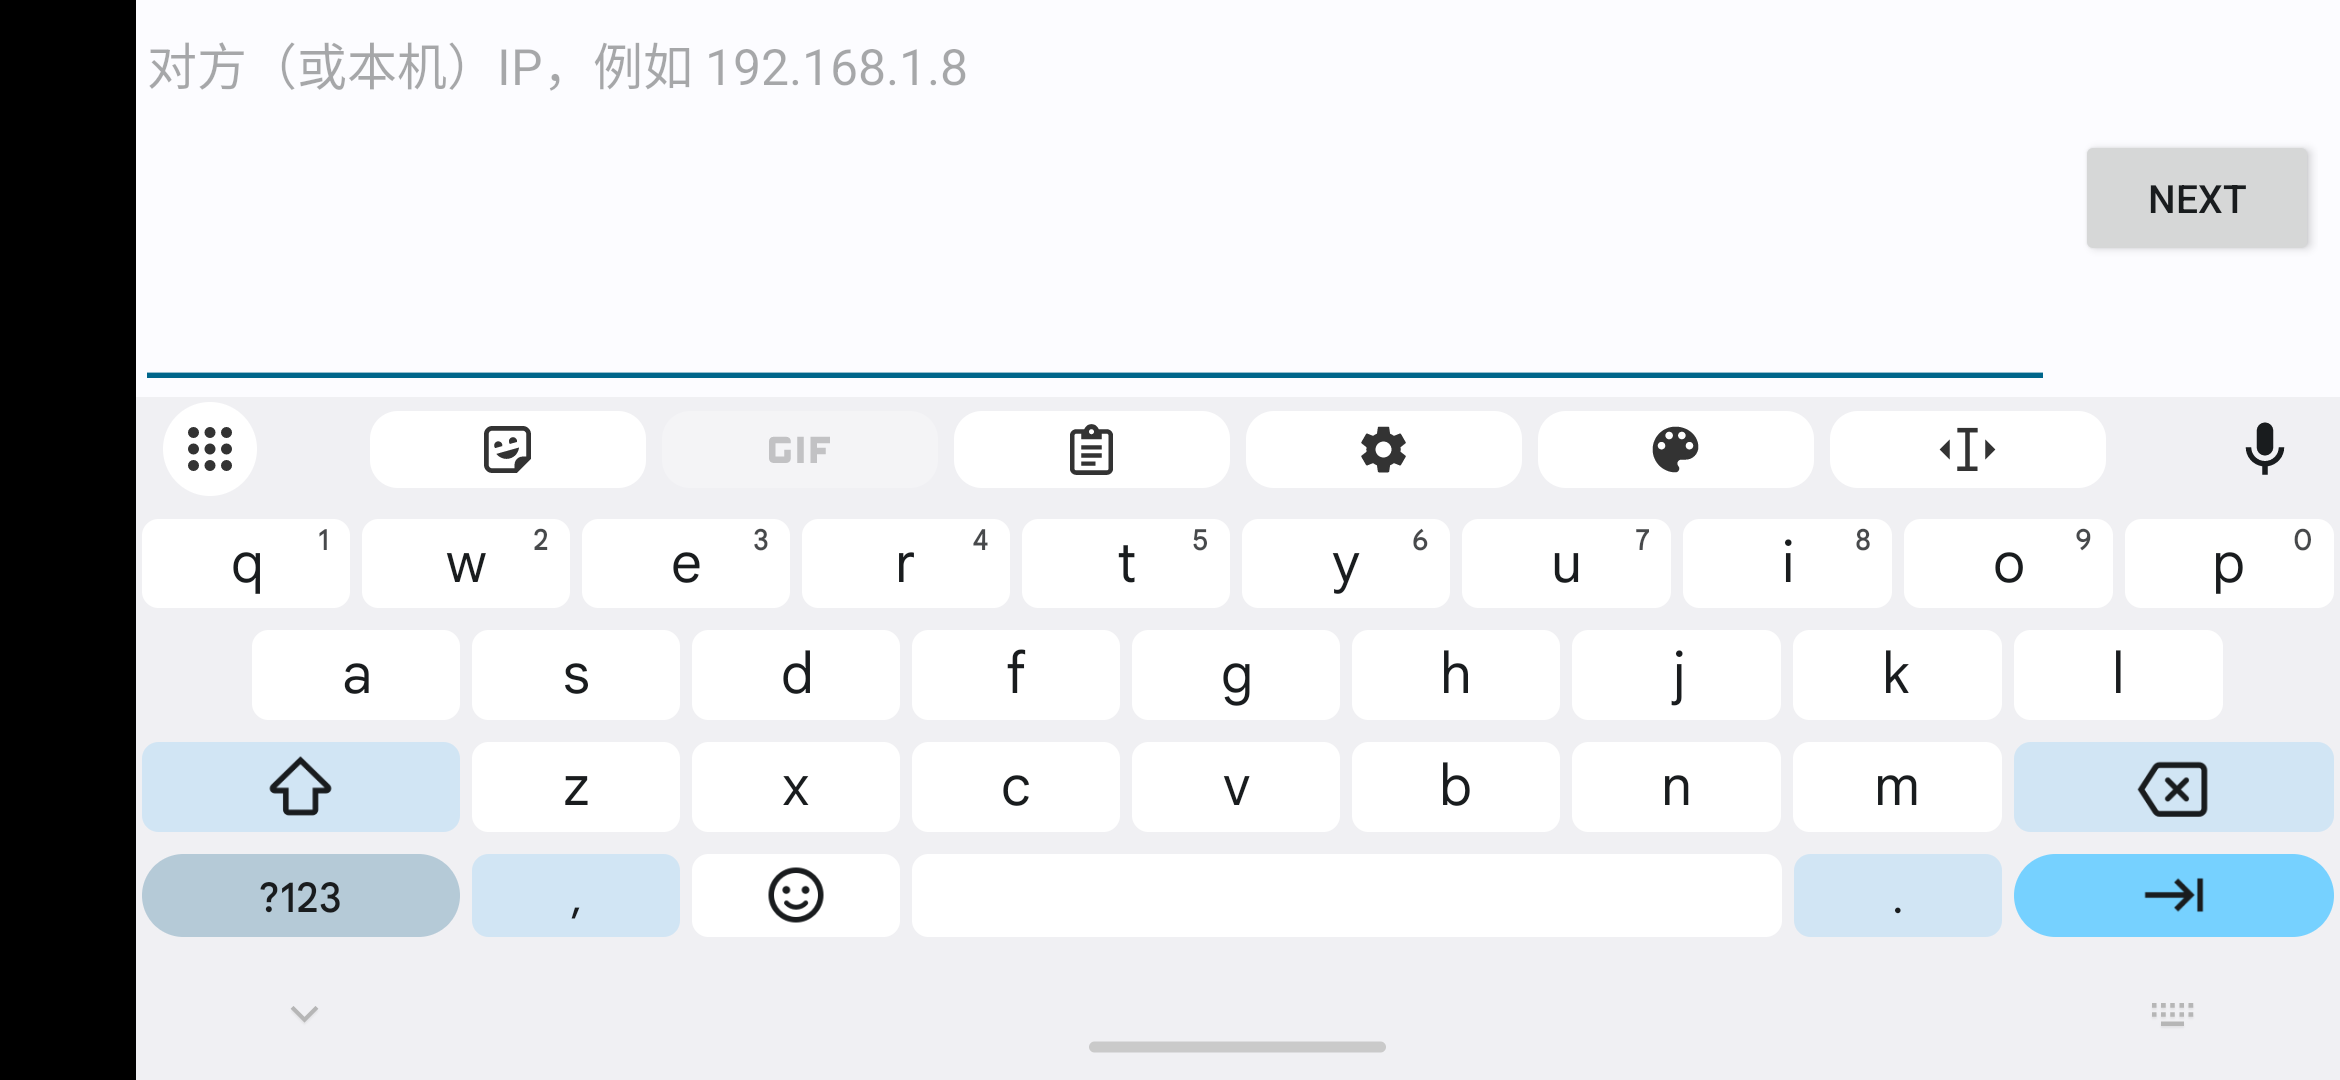 对方（或本机）IP，例如 192.168.1.8
NEXT
GIF
q 1 w 2 e 3 r 4 t 5 y 6 u 7 i 8 o 9 p 0
a s d f g h j k l
z x c v b n m
?123 , .